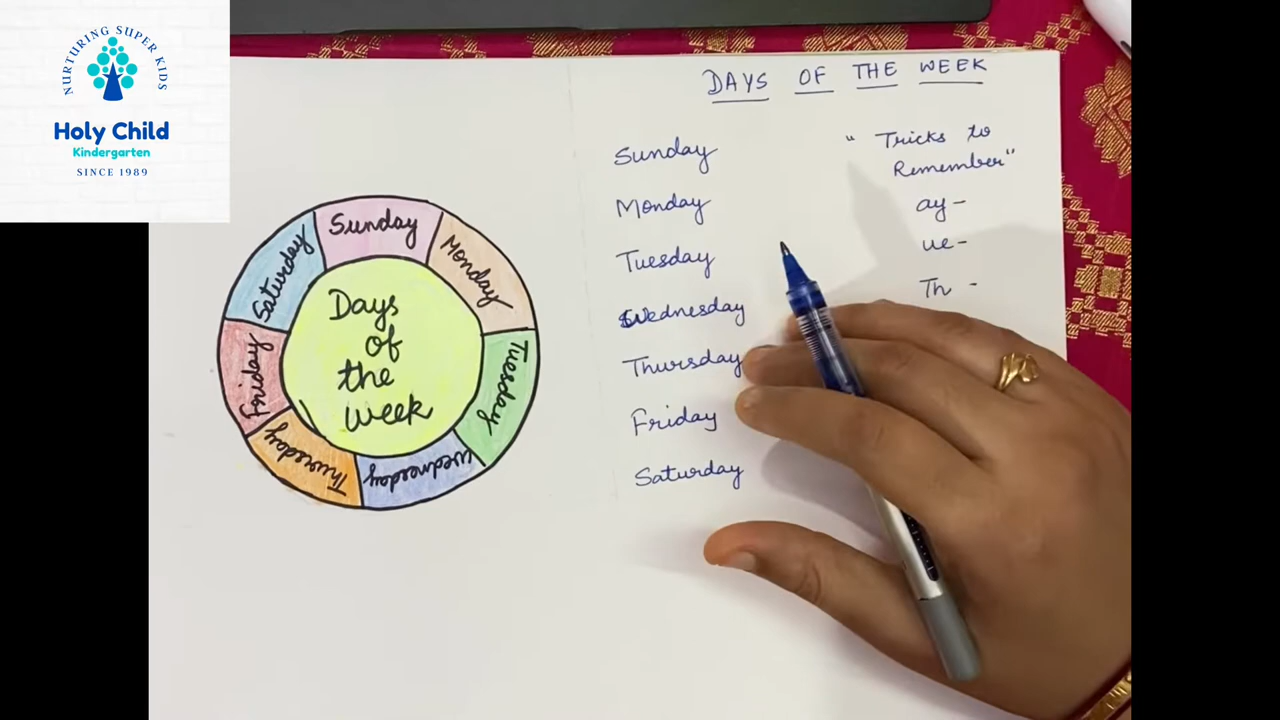 NURTURING SUPER KIDS
Holy Child
Kindergarten
SINCE 1989
DAYS OF THE WEEK
Sunday
Monday
Tuesday
Wednesday
Thursday
Friday
Saturday
" Tricks to
Remember"
ay -
ue -
Th -
Sunday
Monday
Tuesday
Wednesday
Thursday
Friday
Saturday
Days
of
the
week